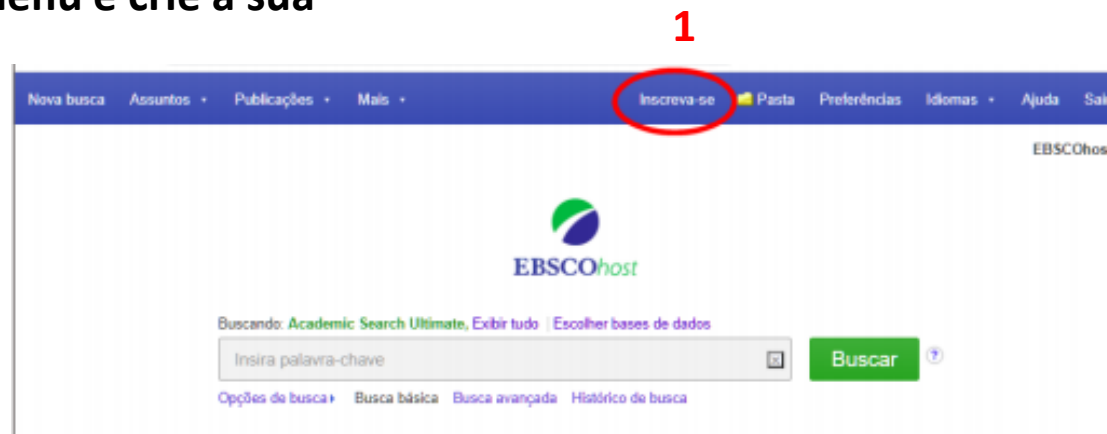 menu e crie a sua
1
Nova busca Assuntos Publicações Mais Inscreva-se Pasta Preferências Idiomas Ajuda
EBSCOhos
EBSCOhost
Buscando: Academic Search Ultimate, Exibir tudo | Escolher bases de dados
Insira palavra-chave
Buscar ?
Opções de busca Busca básica Busca avançada Histórico de busca